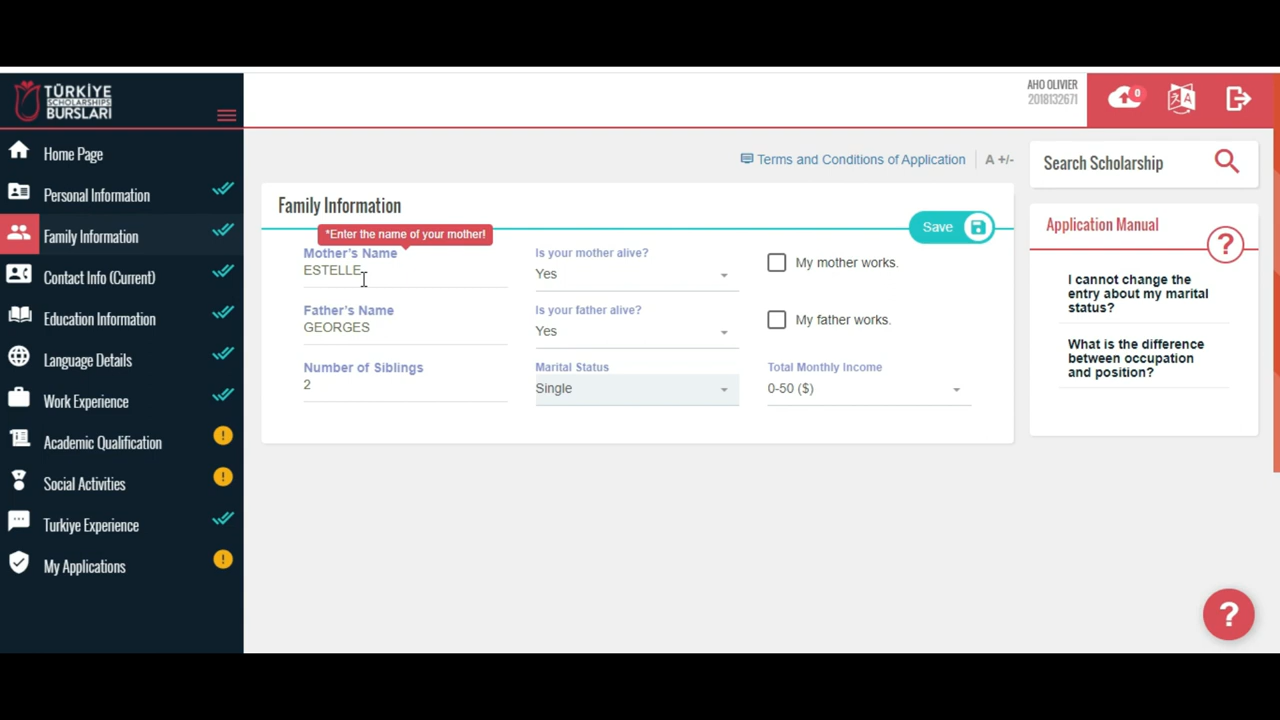 TÜRKİYE
SCHOLARSHIPS
BURSLARI
AHO OLIVIER
2018132671
0
A
Home Page
Personal Information
Family Information
Contact Info (Current)
Education Information
Language Details
Work Experience
Academic Qualification
!
Social Activities
!
Turkiye Experience
My Applications
!
Terms and Conditions of Application
A +/-
Family Information
Save
*Enter the name of your mother!
Mother's Name
ESTELLE
Is your mother alive?
Yes
My mother works.
Father's Name
GEORGES
Is your father alive?
Yes
My father works.
Number of Siblings
2
Marital Status
Single
Total Monthly Income
0-50 ($)
Search Scholarship
Application Manual
?
I cannot change the
entry about my marital
status?
What is the difference
between occupation
and position?
?